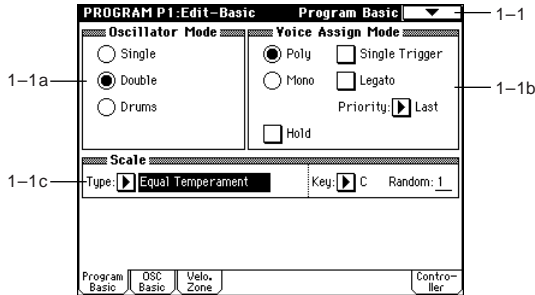 PROGRAM P1:Edit-Basic Program Basic 1–1
Oscillator Mode Voice Assign Mode
Single Poly Single Trigger
1–1a Double Mono Legato 1–1b
Drums Priority: Last
Hold
Scale
1–1c Type: Equal Temperament Key: C Random: 1
Program Basic OSC Basic Velo. Zone Contro-ller